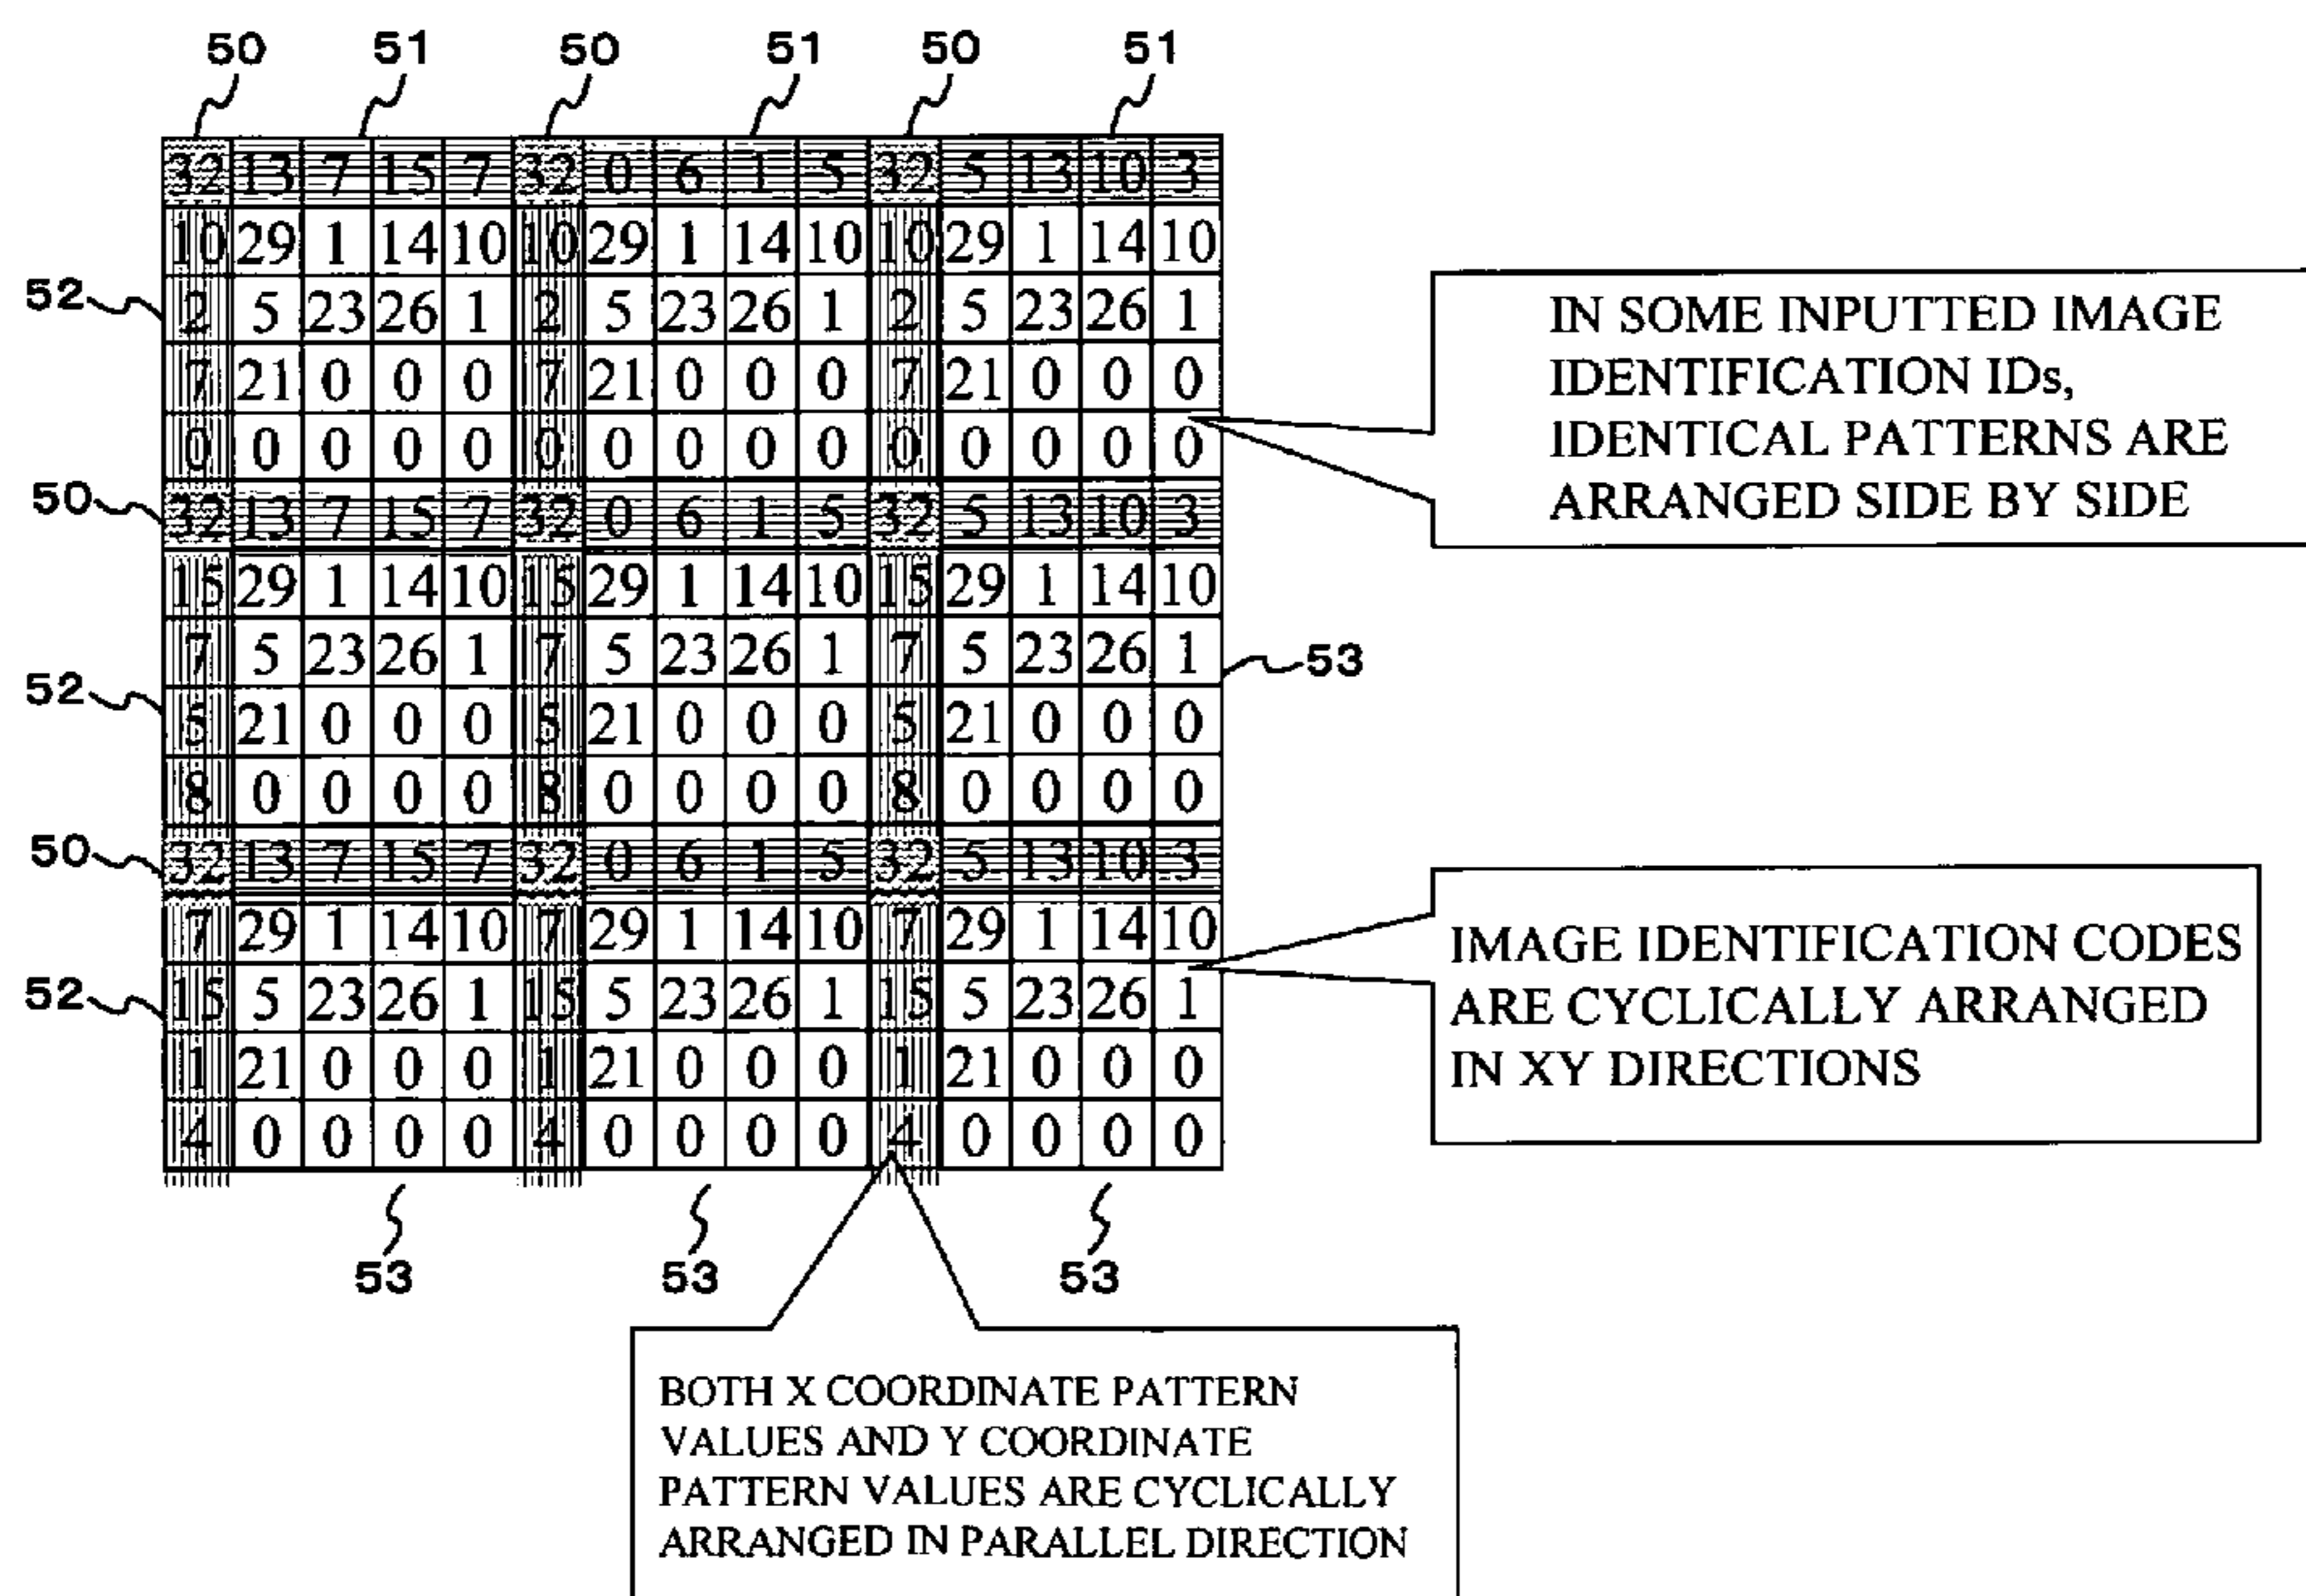 50 51 50 51 50 51
32 13 7 15 7 32 0 6 1 5 32 5 13 10 3
10 29 1 14 10 10 29 1 14 10 10 29 1 14 10
52 2 5 23 26 1 2 5 23 26 1 2 5 23 26 1
7 21 0 0 0 7 21 0 0 0 7 21 0 0 0
0 0 0 0 0 0 0 0 0 0 0 0 0 0 0
50 32 13 7 15 7 32 0 6 1 5 32 5 13 10 3
15 29 1 14 10 15 29 1 14 10 15 29 1 14 10
7 5 23 26 1 7 5 23 26 1 7 5 23 26 1 53
52 5 21 0 0 0 5 21 0 0 0 5 21 0 0 0
8 0 0 0 0 8 0 0 0 0 8 0 0 0 0
50 32 13 7 15 7 32 0 6 1 5 32 5 13 10 3
7 29 1 14 10 7 29 1 14 10 7 29 1 14 10
52 15 5 23 26 1 15 5 23 26 1 15 5 23 26 1
1 21 0 0 0 1 21 0 0 0 1 21 0 0 0
4 0 0 0 0 4 0 0 0 0 4 0 0 0 0
53 53 53
IN SOME INPUTTED IMAGE
IDENTIFICATION IDs,
IDENTICAL PATTERNS ARE
ARRANGED SIDE BY SIDE
IMAGE IDENTIFICATION CODES
ARE CYCLICALLY ARRANGED
IN XY DIRECTIONS
BOTH X COORDINATE PATTERN
VALUES AND Y COORDINATE
PATTERN VALUES ARE CYCLICALLY
ARRANGED IN PARALLEL DIRECTION